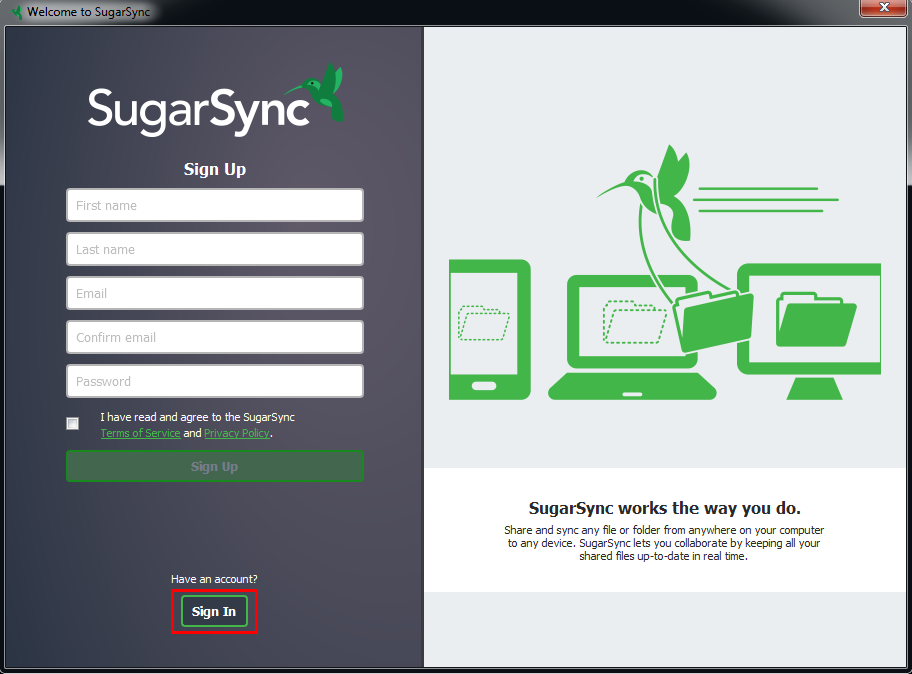 Welcome to SugarSync
SugarSync
Sign Up
First name
Last name
Email
Confirm email
Password
I have read and agree to the SugarSync
Terms of Service and Privacy Policy.
Sign Up
Have an account?
Sign In
SugarSync works the way you do.
Share and sync any file or folder from anywhere on your computer
to any device. SugarSync lets you collaborate by keeping all your
shared files up-to-date in real time.